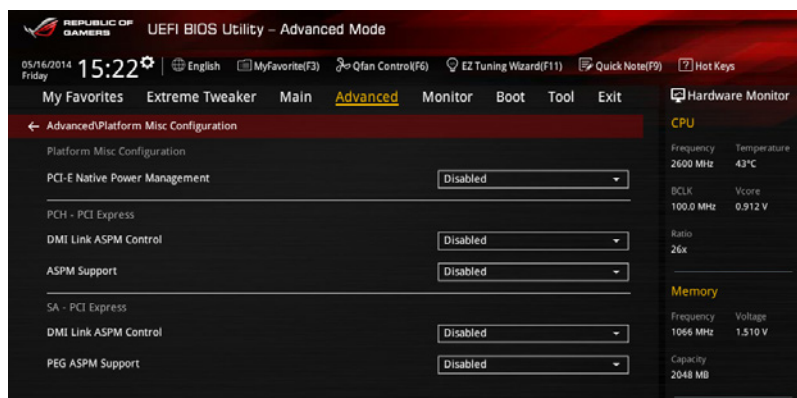 REPUBLIC OF GAMERS UEFI BIOS Utility – Advanced Mode
05/16/2014 Friday 15:22 English MyFavorite(F3) Qfan Control(F6) EZ Tuning Wizard(F11) Quick Note(F9) ? Hot Keys
My Favorites Extreme Tweaker Main Advanced Monitor Boot Tool Exit
← Advanced\Platform Misc Configuration
Platform Misc Configuration
PCI-E Native Power Management Disabled
PCH - PCI Express
DMI Link ASPM Control Disabled
ASPM Support Disabled
SA - PCI Express
DMI Link ASPM Control Disabled
PEG ASPM Support Disabled
Hardware Monitor
CPU
Frequency Temperature
2600 MHz 43°C
BCLK Vcore
100.0 MHz 0.912 V
Ratio
26x
Memory
Frequency Voltage
1066 MHz 1.510 V
Capacity
2048 MB